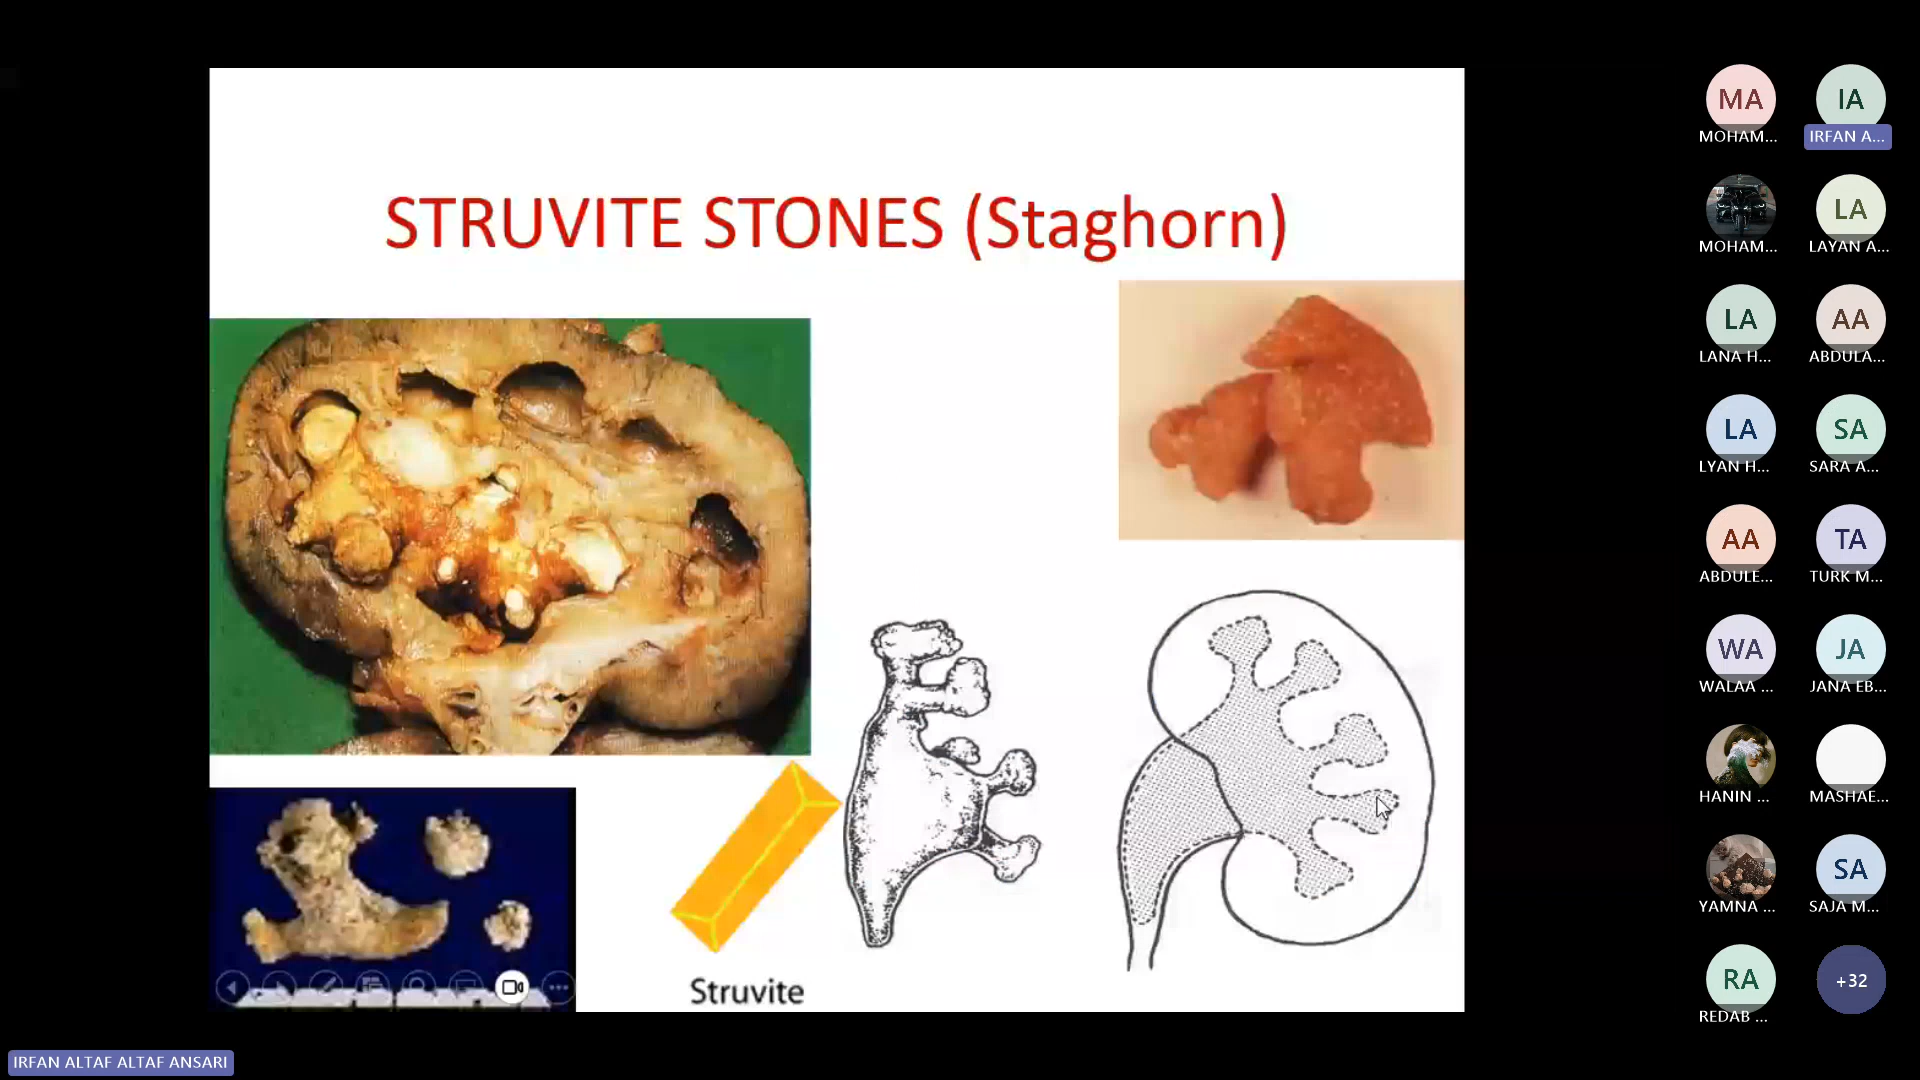 STRUVITE STONES (Staghorn)
Struvite
MA
MOHAM...
IA
IRFAN A...
MOHAM...
LA
LAYAN A...
LA
LANA H...
AA
ABDULA...
LA
LYAN H...
SA
SARA A...
AA
ABDULE...
TA
TURK M...
WA
WALAA ...
JA
JANA EB...
HANIN ...
MASHAE...
YAMNA ...
SA
SAJA M...
RA
REDAB ...
+32
IRFAN ALTAF ALTAF ANSARI